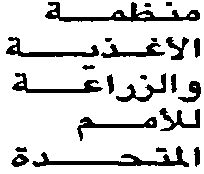 منظمة
الأغذية
والزراعة
للأمم
المتحدة